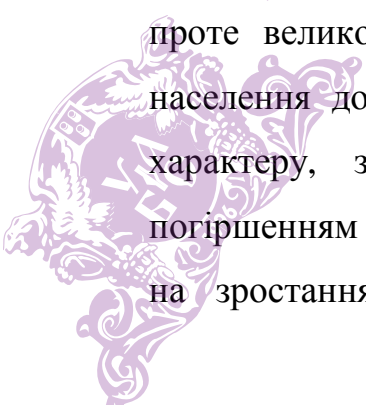 проте велико
населення до
характеру, з
погіршенням
на зростання